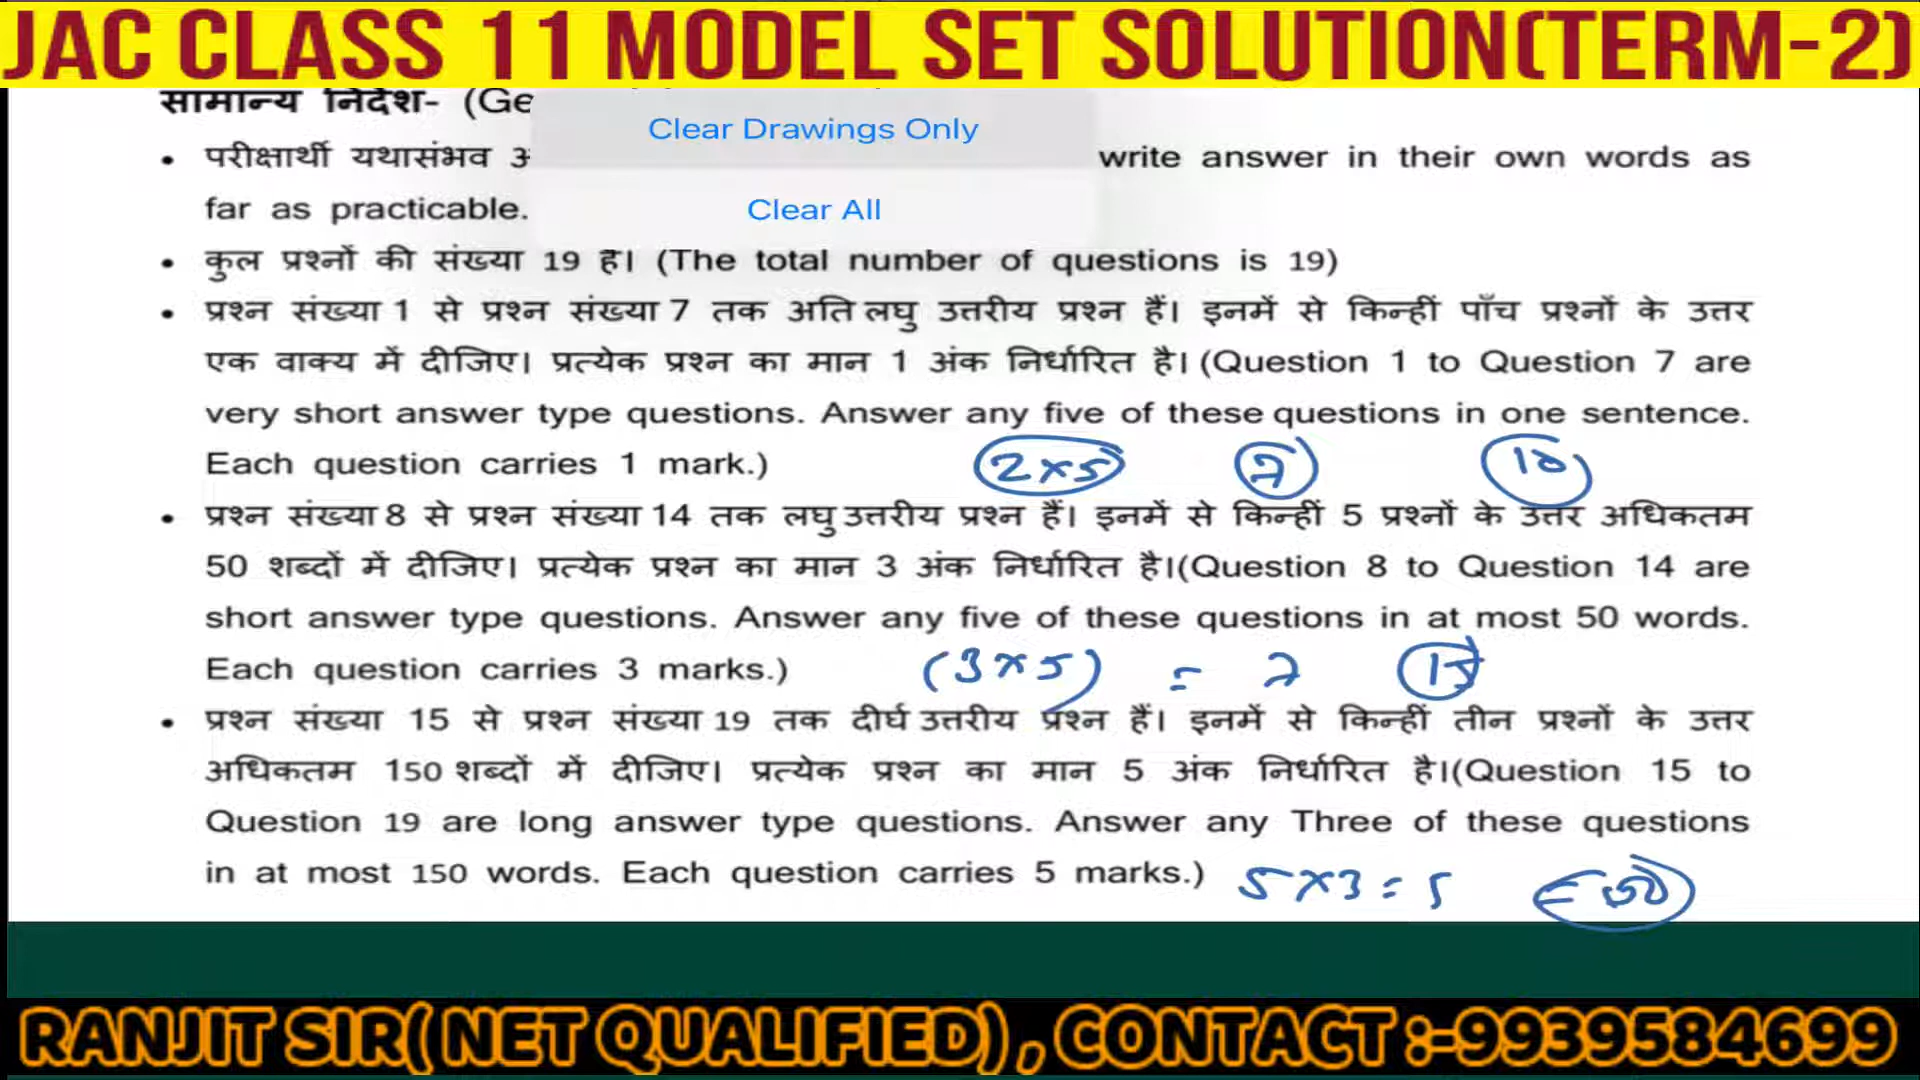 JAC CLASS 11 MODEL SET SOLUTION(TERM-2)
सामान्य निर्देश- (Ge
Clear Drawings Only
परीक्षार्थी यथासंभव अ write answer in their own words as
far as practicable.
Clear All
• कुल प्रश्नों की संख्या 19 है। (The total number of questions is 19)
• प्रश्न संख्या 1 से प्रश्न संख्या 7 तक अति लघु उत्तरीय प्रश्न हैं। इनमें से किन्हीं पाँच प्रश्नों के उत्तर
एक वाक्य में दीजिए। प्रत्येक प्रश्न का मान 1 अंक निर्धारित है। (Question 1 to Question 7 are
very short answer type questions. Answer any five of these questions in one sentence.
Each question carries 1 mark.) 2×5 7 10
• प्रश्न संख्या 8 से प्रश्न संख्या 14 तक लघु उत्तरीय प्रश्न हैं। इनमें से किन्हीं 5 प्रश्नों के उत्तर अधिकतम
50 शब्दों में दीजिए। प्रत्येक प्रश्न का मान 3 अंक निर्धारित है।(Question 8 to Question 14 are
short answer type questions. Answer any five of these questions in at most 50 words.
Each question carries 3 marks.) (3×5) = 7 15
• प्रश्न संख्या 15 से प्रश्न संख्या 19 तक दीर्घ उत्तरीय प्रश्न हैं। इनमें से किन्हीं तीन प्रश्नों के उत्तर
अधिकतम 150 शब्दों में दीजिए। प्रत्येक प्रश्न का मान 5 अंक निर्धारित है।(Question 15 to
Question 19 are long answer type questions. Answer any Three of these questions
in at most 150 words. Each question carries 5 marks.) 5×3=5
RANJIT SIR( NET QUALIFIED) , CONTACT :-9939584699